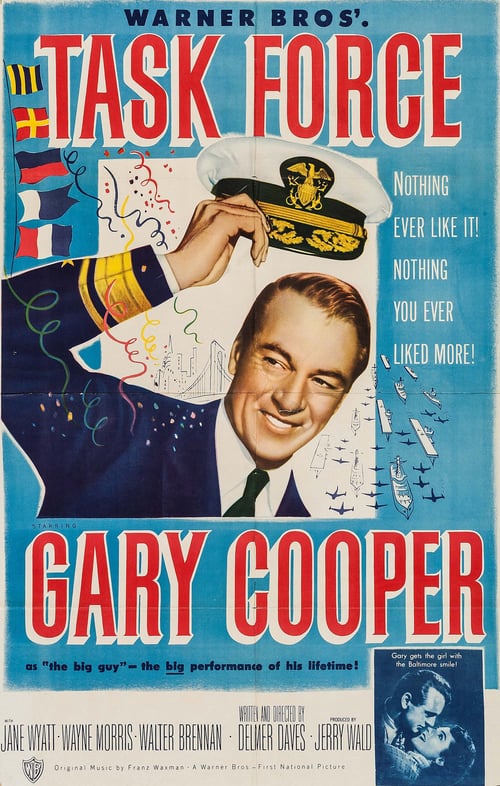 WARNER BROS'.
TASK FORCE
NOTHING
EVER LIKE IT!
NOTHING
YOU EVER
LIKED MORE!
STARRING
GARY COOPER
as "the big guy"—the big performance of his lifetime!
Gary gets the girl with
the Baltimore smile!
WITH
JANE WYATT · WAYNE MORRIS · WALTER BRENNAN ·
WRITTEN AND DIRECTED BY
DELMER DAVES ·
PRODUCED BY
JERRY WALD
WB
Original Music by Franz Waxman · A Warner Bros – First National Picture